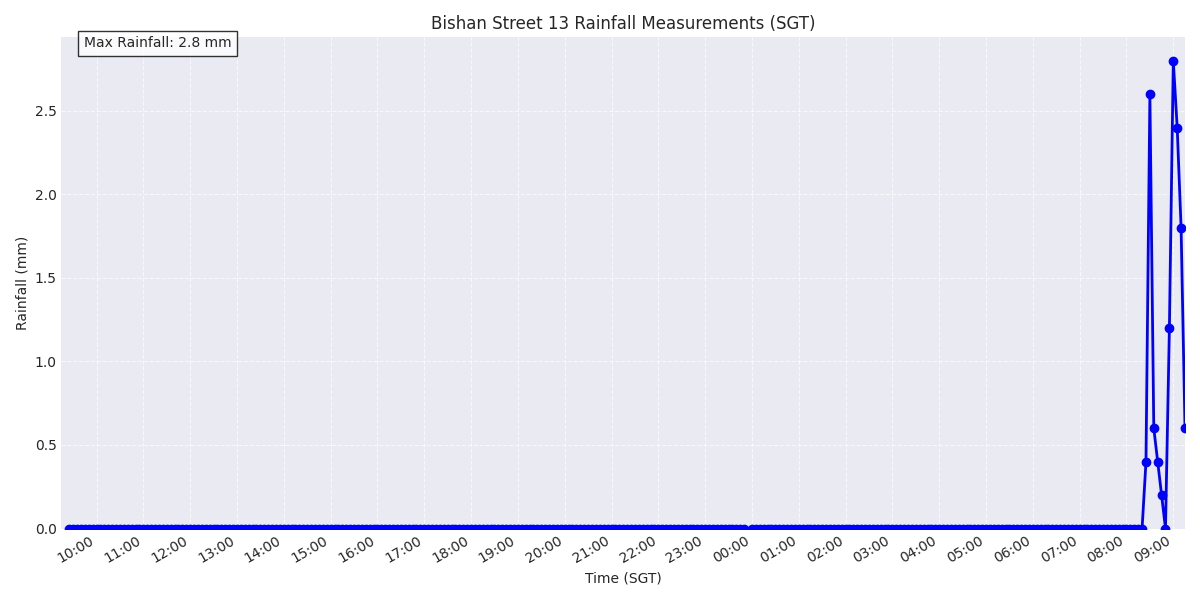 Bishan Street 13 Rainfall Measurements (SGT)
Max Rainfall: 2.8 mm
2.5
2.0
1.5
1.0
0.5
0.0
Rainfall (mm)
10:00 11:00 12:00 13:00 14:00 15:00 16:00 17:00 18:00 19:00 20:00 21:00 22:00 23:00 00:00 01:00 02:00 03:00 04:00 05:00 06:00 07:00 08:00 09:00
Time (SGT)